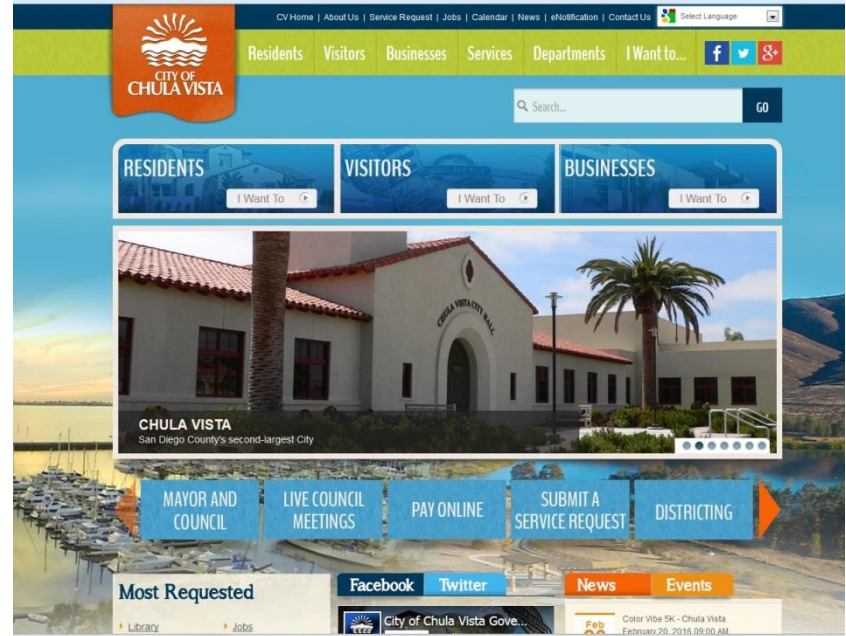 CV Home | About Us | Service Request | Jobs | Calendar | News | eNotification | Contact Us Select Language
CITY OF
CHULA VISTA
Residents Visitors Businesses Services Departments I Want to... f 8+
Search... GO
RESIDENTS VISITORS BUSINESSES
I Want To I Want To I Want To
CHULA VISTA CITY HALL
CHULA VISTA
San Diego County's second-largest City
MAYOR AND
COUNCIL
LIVE COUNCIL
MEETINGS
PAY ONLINE
SUBMIT A
SERVICE REQUEST
DISTRICTING
Most Requested
Library Jobs
Facebook Twitter
City of Chula Vista Gove...
News Events
Feb
Color Vibe 5K - Chula Vista
February 20, 2016 09:00 AM